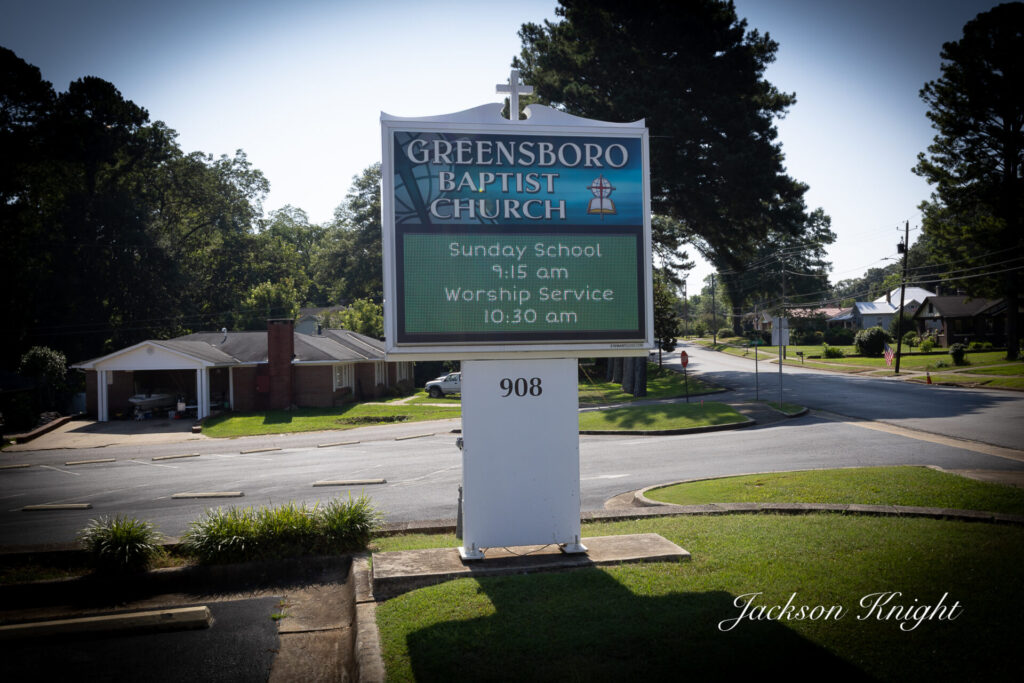 GREENSBORO
BAPTIST
CHURCH
Sunday School
9:15 am
Worship Service
10:30 am
908
Jackson Knight